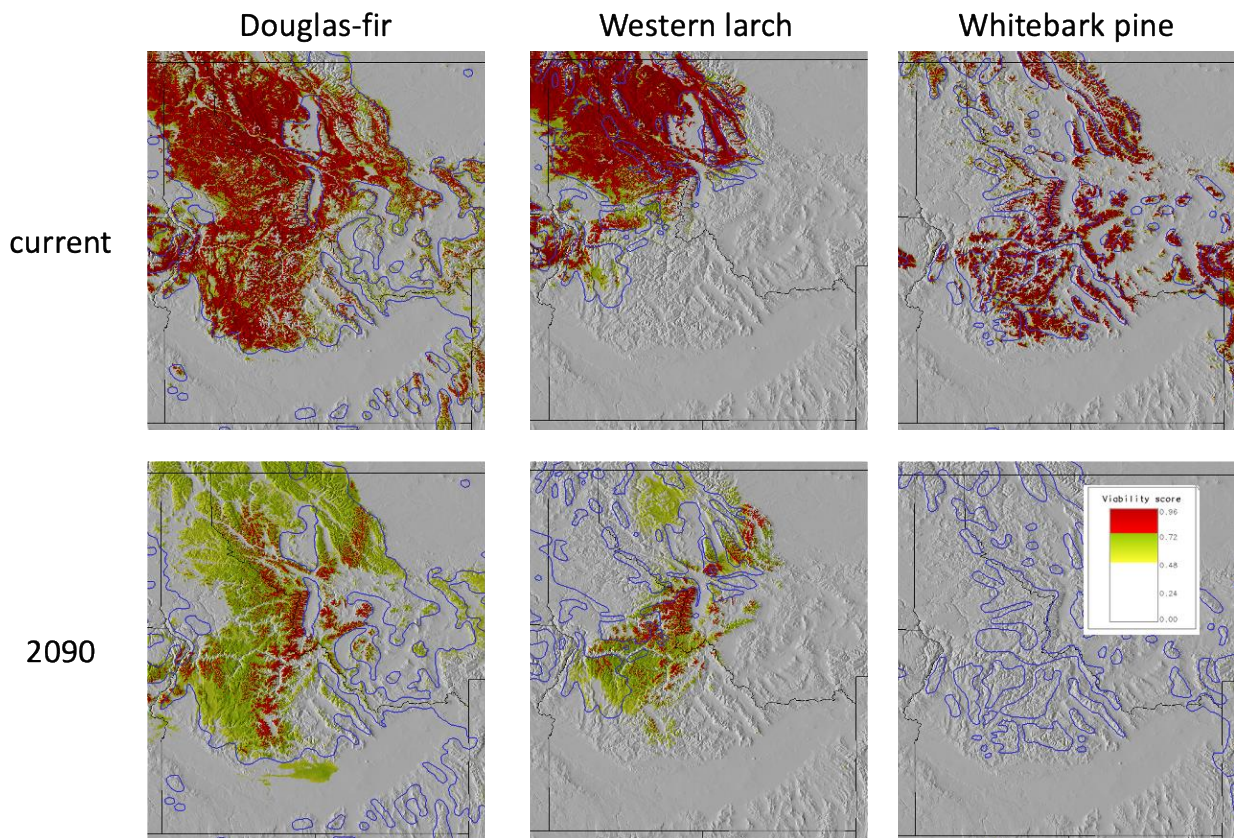 Douglas-fir
Western larch
Whitebark pine
current
2090
Viability score
0.96
0.72
0.48
0.24
0.00